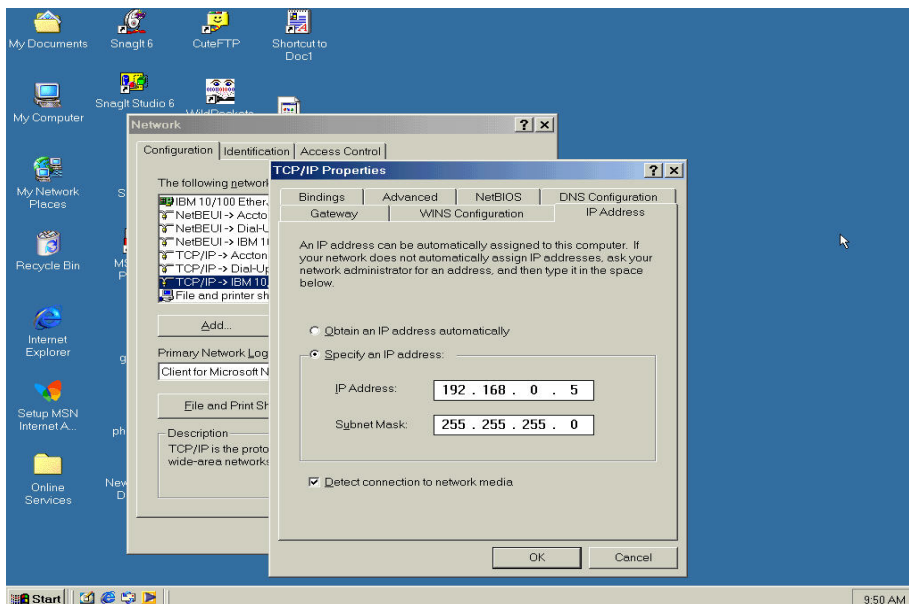 My Documents
SnagIt 6
CuteFTP
Shortcut to
Doc1
My Computer
SnagIt Studio 6
My Network
Places
Recycle Bin
Internet
Explorer
Setup MSN
Internet A...
Online
Services
Network
Configuration
Identification
Access Control
The following network
IBM 10/100 Ether
NetBEUI -> Accto
NetBEUI -> Dial-U
NetBEUI -> IBM 1
TCP/IP -> Accton
TCP/IP -> Dial-Up
TCP/IP -> IBM 10
File and printer sh
Add...
Primary Network Log
Client for Microsoft N
File and Print Sh
Description
TCP/IP is the proto
wide-area networks
TCP/IP Properties
Bindings
Advanced
NetBIOS
DNS Configuration
Gateway
WINS Configuration
IP Address
An IP address can be automatically assigned to this computer. If
your network does not automatically assign IP addresses, ask your
network administrator for an address, and then type it in the space
below.
Obtain an IP address automatically
Specify an IP address:
IP Address: 192 . 168 . 0 . 5
Subnet Mask: 255 . 255 . 255 . 0
Detect connection to network media
OK
Cancel
Start
9:50 AM